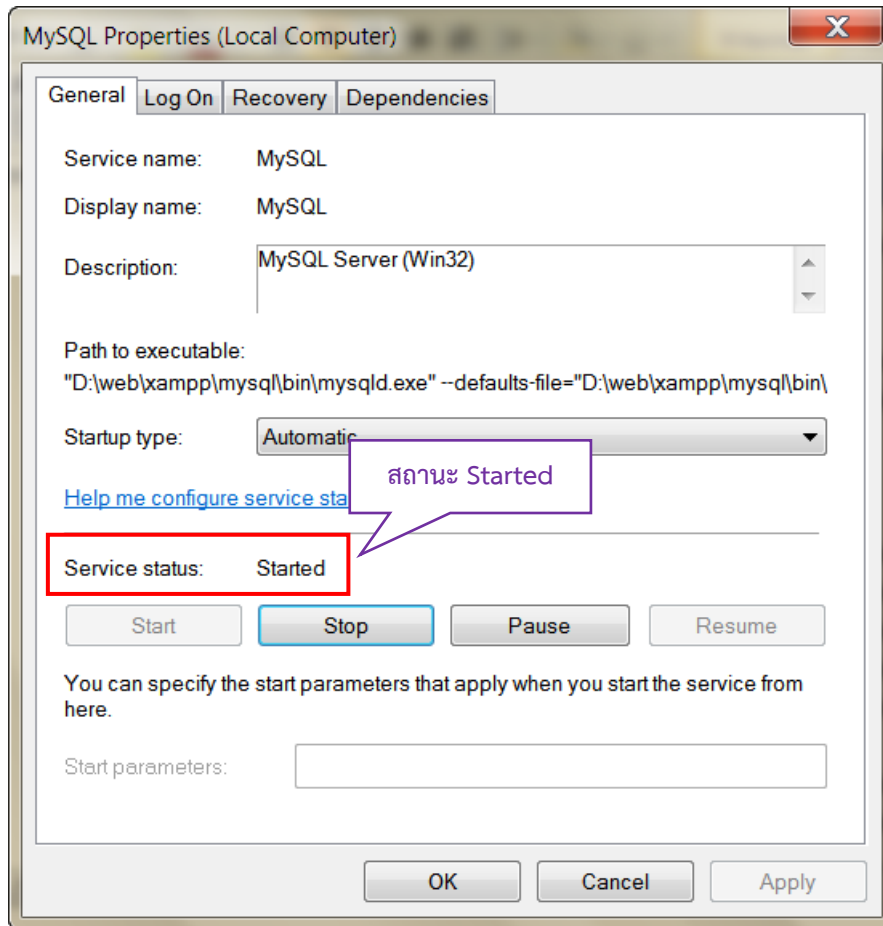 MySQL Properties (Local Computer)
General Log On Recovery Dependencies
Service name: MySQL
Display name: MySQL
Description: MySQL Server (Win32)
Path to executable:
"D:\web\xampp\mysql\bin\mysqld.exe" --defaults-file="D:\web\xampp\mysql\bin\
Startup type: Automatic
สถานะ Started
Help me configure service sta
Service status: Started
Start Stop Pause Resume
You can specify the start parameters that apply when you start the service from
here.
Start parameters:
OK Cancel Apply